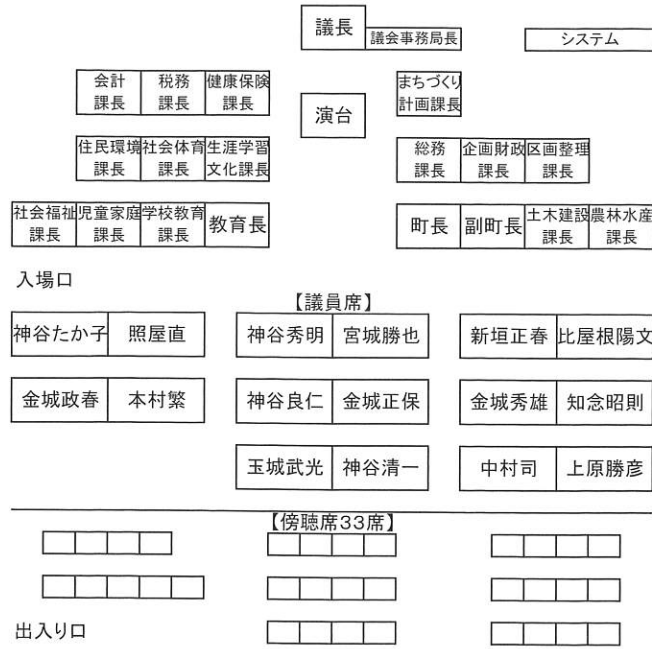 議長
議会事務局長
システム
会計課長 税務課長 健康保険課長
まちづくり計画課長
演台
住民環境課長 社会体育課長 生涯学習文化課長
総務課長 企画財政課長 区画整理課長
社会福祉課長 児童家庭課長 学校教育課長 教育長
町長 副町長 土木建設課長 農林水産課長
入場口
【議員席】
神谷たか子 照屋直 神谷秀明 宮城勝也 新垣正春 比屋根陽文
金城政春 本村繁 神谷良仁 金城正保 金城秀雄 知念昭則
玉城武光 神谷清一 中村司 上原勝彦
【傍聴席33席】
出入り口